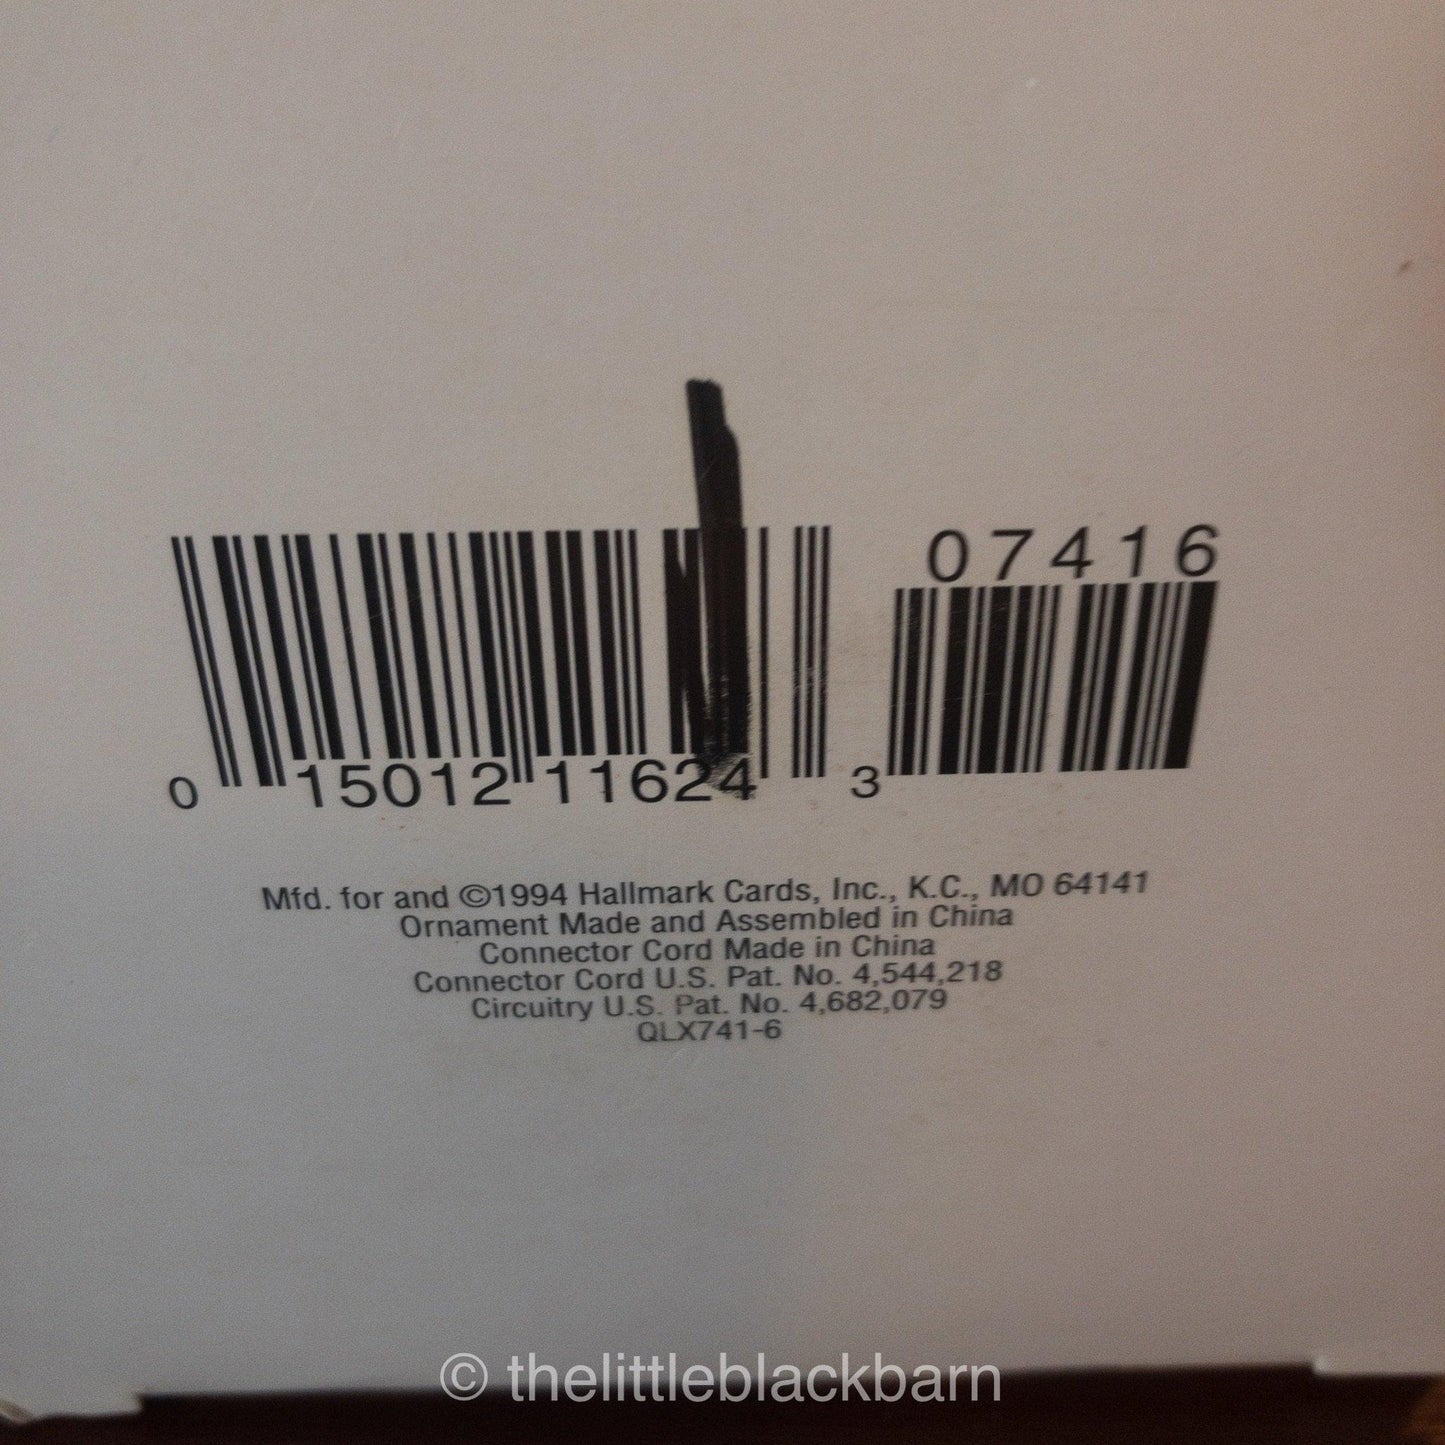 07416
0 15012 11624 3
Mfd. for and ©1994 Hallmark Cards, Inc., K.C., MO 64141
Ornament Made and Assembled in China
Connector Cord Made in China
Connector Cord U.S. Pat. No. 4,544,218
Circuitry U.S. Pat. No. 4,682,079
QLX741-6
© thelittleblackbarn